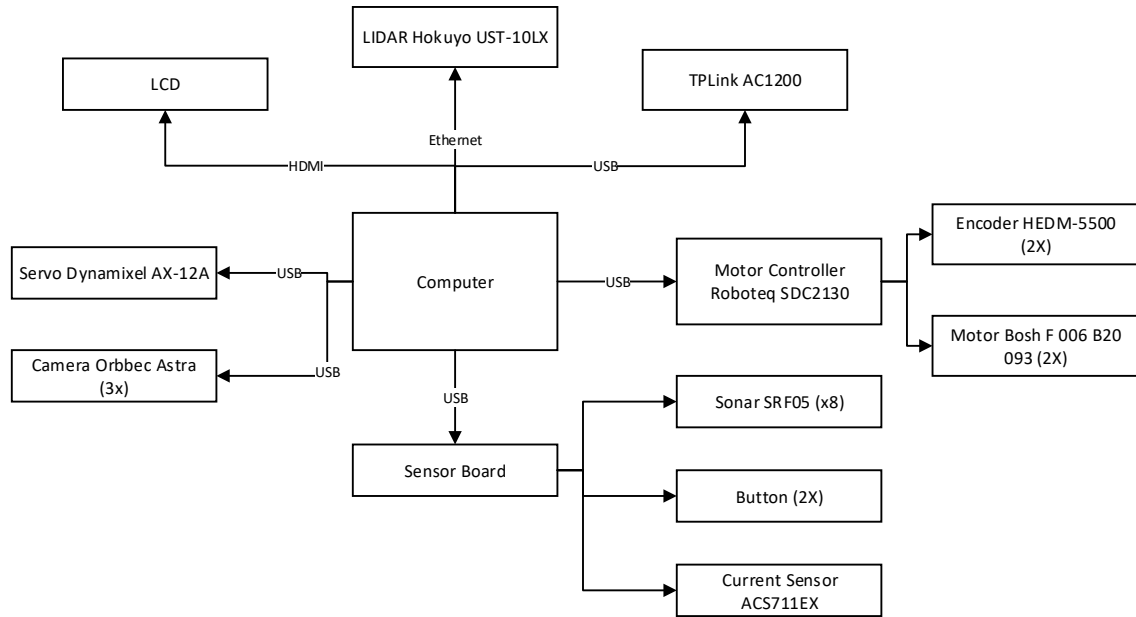 LIDAR Hokuyo UST-10LX
LCD
TPLink AC1200
Ethernet
HDMI
USB
Encoder HEDM-5500
(2X)
Servo Dynamixel AX-12A
USB
Computer
USB
Motor Controller
Roboteq SDC2130
Motor Bosh F 006 B20
093 (2X)
Camera Orbbec Astra
(3x)
USB
USB
Sonar SRF05 (x8)
Sensor Board
Button (2X)
Current Sensor
ACS711EX